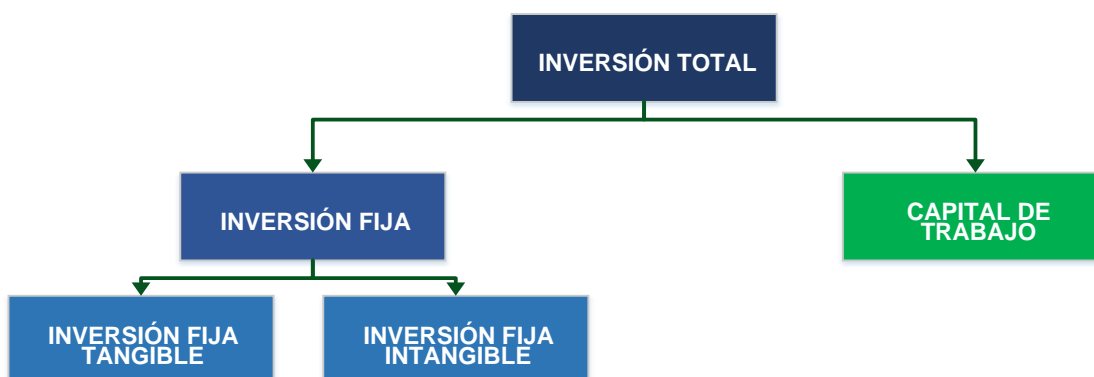 INVERSIÓN TOTAL
INVERSIÓN FIJA
CAPITAL DE
TRABAJO
INVERSIÓN FIJA
TANGIBLE
INVERSIÓN FIJA
INTANGIBLE